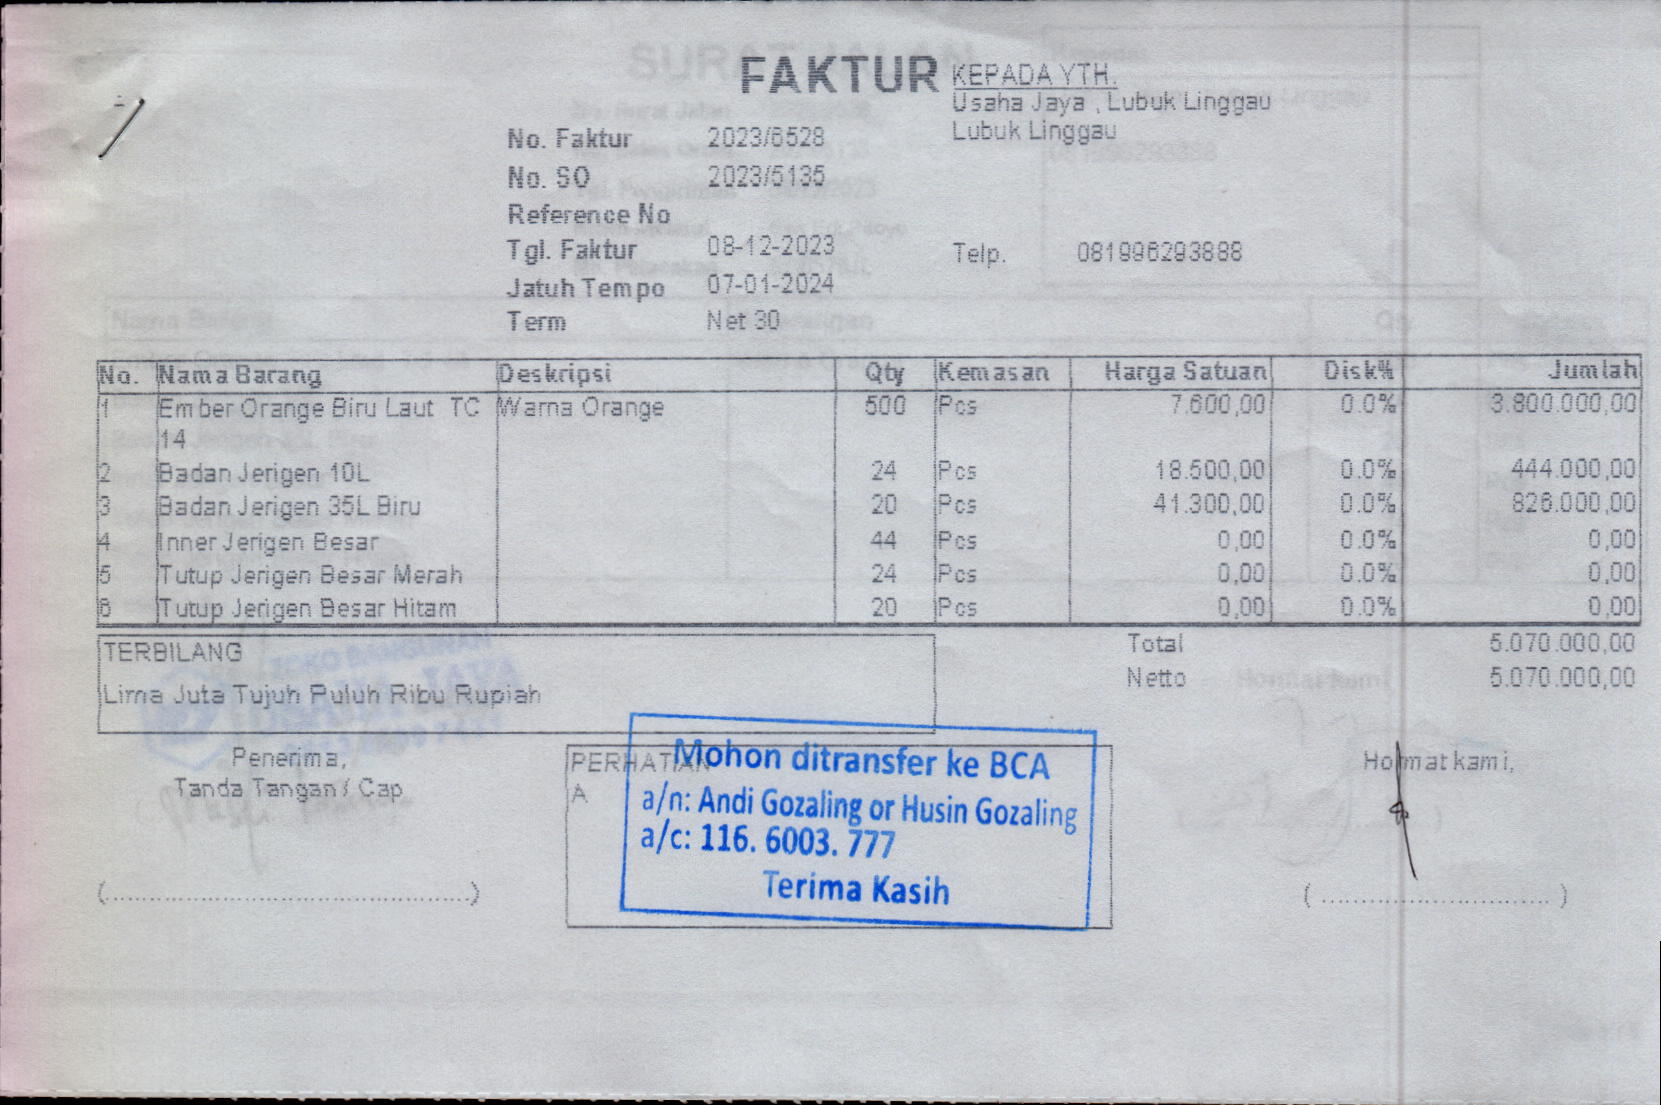 FAKTUR
KEPADA YTH.
Usaha Jaya , Lubuk Linggau
Lubuk Linggau
No. Faktur 2023/6528
No. SO 2023/5135
Reference No
Tgl. Faktur 08-12-2023
Telp. 081996293888
Jatuh Tempo 07-01-2024
Term Net 30
No. Nama Barang Deskripsi Qty Kemasan Harga Satuan Disk% Jumlah
1 Ember Orange Biru Laut TC Warna Orange 500 Pcs 7.600,00 0.0% 3.800.000,00
14
2 Badan Jerigen 10L 24 Pcs 18.500,00 0.0% 444.000,00
3 Badan Jerigen 35L Biru 20 Pcs 41.300,00 0.0% 826.000,00
4 Inner Jerigen Besar 44 Pcs 0,00 0.0% 0,00
5 Tutup Jerigen Besar Merah 24 Pcs 0,00 0.0% 0,00
6 Tutup Jerigen Besar Hitam 20 Pcs 0,00 0.0% 0,00
TERBILANG
Lima Juta Tujuh Puluh Ribu Rupiah
Total 5.070.000,00
Netto 5.070.000,00
Penerima,
Tanda Tangan / Cap
PERHATIAN
A
Mohon ditransfer ke BCA
a/n: Andi Gozaling or Husin Gozaling
a/c: 116. 6003. 777
Terima Kasih
Hormat kami,
(..............................................)
( ............................. )